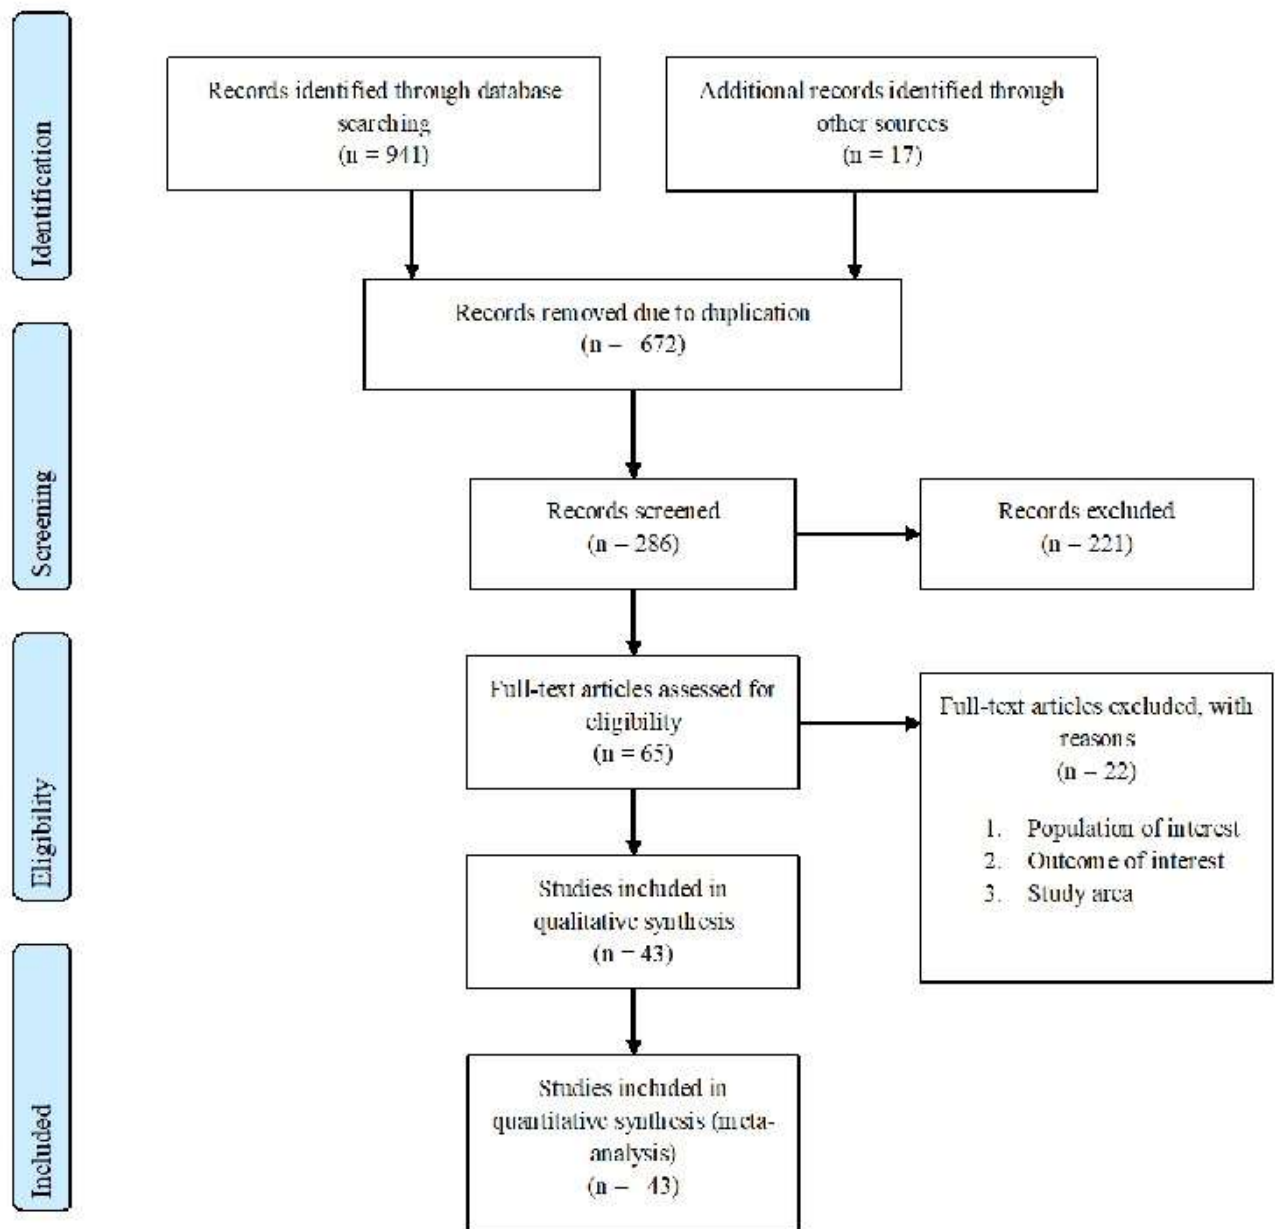 Identification
Records identified through database
searching
(n = 941)
Additional records identified through
other sources
(n = 17)
Records removed due to duplication
(n – 672)
Screening
Records screened
(n – 286)
Records excluded
(n – 221)
Eligibility
Full-text articles assessed for
eligibility
(n = 65)
Full-text articles excluded, with
reasons
(n – 22)
1. Population of interest
2. Outcome of interest
3. Study area
Studies included in
qualitative synthesis
(n = 43)
Included
Studies included in
quantitative synthesis (meta-
analysis)
(n – 43)